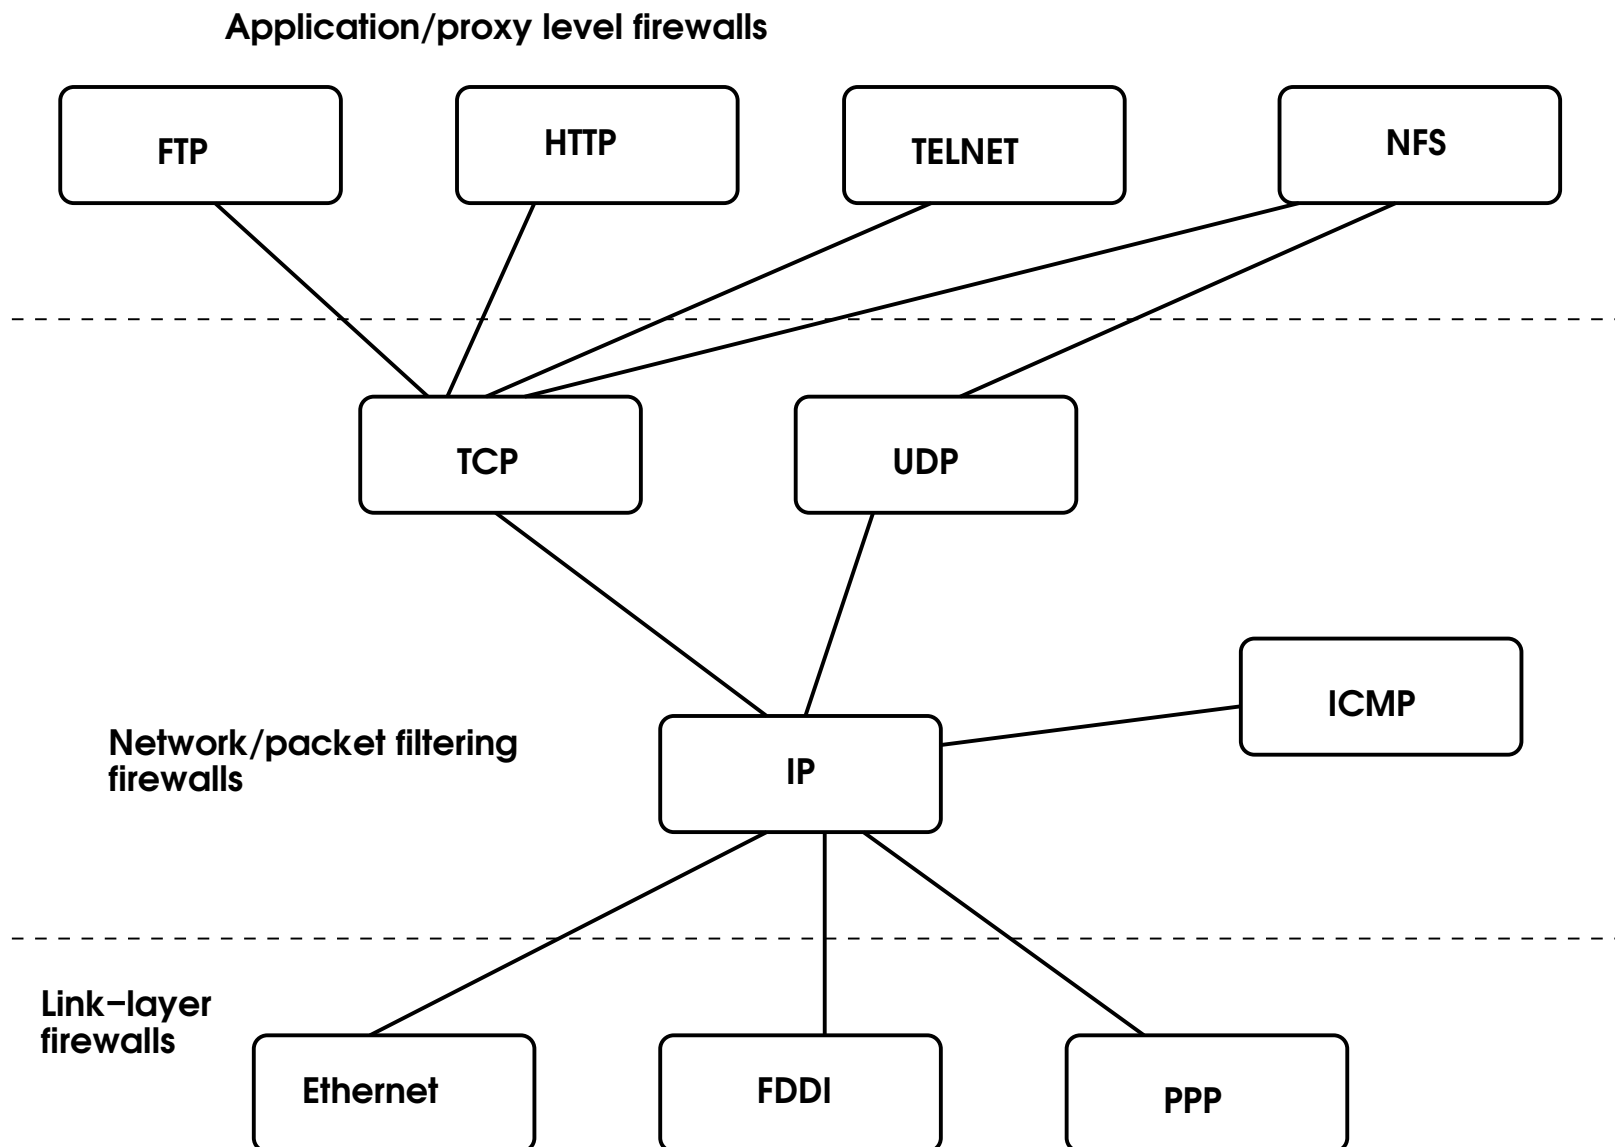 Application/proxy level firewalls
FTP
HTTP
TELNET
NFS
TCP
UDP
ICMP
Network/packet filtering
firewalls
IP
Link-layer
firewalls
Ethernet
FDDI
PPP